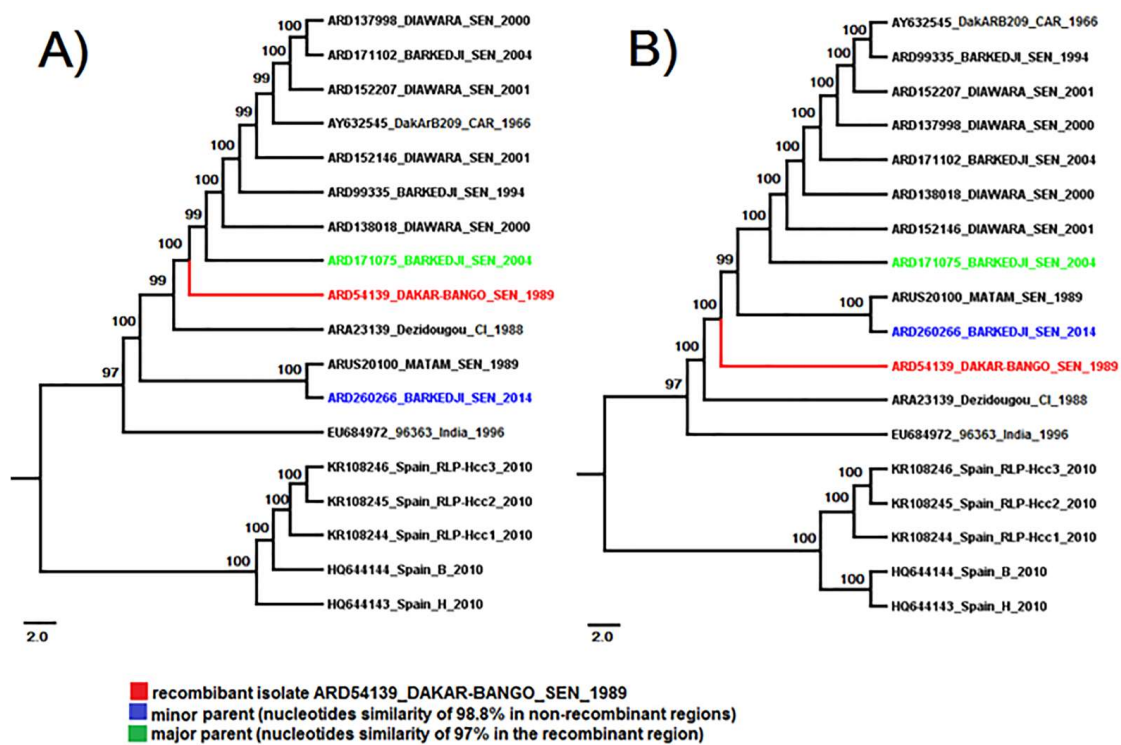 A)
100
ARD137998_DIAWARA_SEN_2000
100
ARD171102_BARKEDJI_SEN_2004
99
ARD152207_DIAWARA_SEN_2001
99
AY632545_DakArB209_CAR_1966
100
ARD152146_DIAWARA_SEN_2001
100
ARD99335_BARKEDJI_SEN_1994
99
ARD138018_DIAWARA_SEN_2000
100
ARD171075_BARKEDJI_SEN_2004
99
ARD54139_DAKAR-BANGO_SEN_1989
100
ARA23139_Dezidougou_CI_1988
97
ARUS20100_MATAM_SEN_1989
100
ARD260266_BARKEDJI_SEN_2014
EU684972_96363_India_1996
100
KR108246_Spain_RLP-Hcc3_2010
100
KR108245_Spain_RLP-Hcc2_2010
100
KR108244_Spain_RLP-Hcc1_2010
100
HQ644144_Spain_B_2010
HQ644143_Spain_H_2010
2.0
B)
100
AY632545_DakARB209_CAR_1966
100
ARD99335_BARKEDJI_SEN_1994
100
ARD152207_DIAWARA_SEN_2001
100
ARD137998_DIAWARA_SEN_2000
100
ARD171102_BARKEDJI_SEN_2004
100
ARD138018_DIAWARA_SEN_2000
100
ARD152146_DIAWARA_SEN_2001
99
ARD171075_BARKEDJI_SEN_2004
100
ARUS20100_MATAM_SEN_1989
100
ARD260266_BARKEDJI_SEN_2014
ARD54139_DAKAR-BANGO_SEN_1989
97
ARA23139_Dezidougou_CI_1988
EU684972_96363_India_1996
100
KR108246_Spain_RLP-Hcc3_2010
100
KR108245_Spain_RLP-Hcc2_2010
100
KR108244_Spain_RLP-Hcc1_2010
100
HQ644144_Spain_B_2010
HQ644143_Spain_H_2010
2.0
recombibant isolate ARD54139_DAKAR-BANGO_SEN_1989
minor parent (nucleotides similarity of 98.8% in non-recombinant regions)
major parent (nucleotides similarity of 97% in the recombinant region)